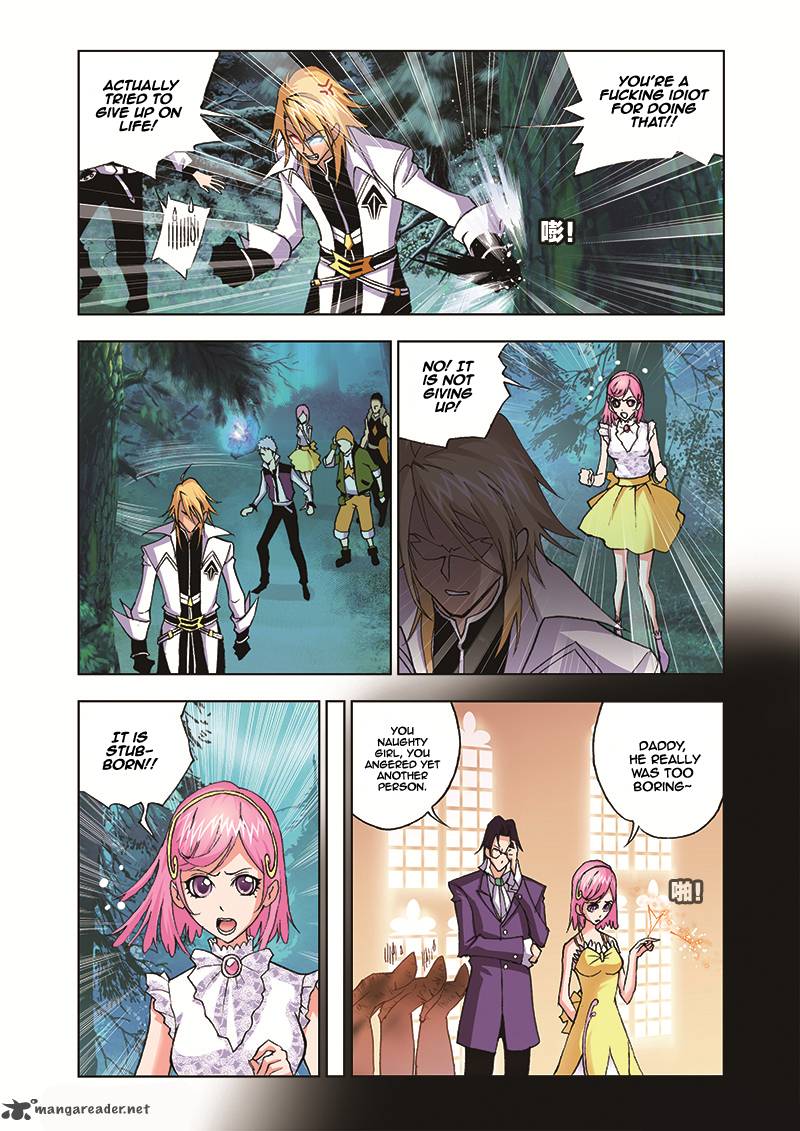 YOU'RE A
FUCKING IDIOT
FOR DOING
THAT!!
ACTUALLY
TRIED TO
GIVE UP ON
LIFE!
嘭!
NO! IT
IS NOT
GIVING
UP!
IT IS
STUB-
BORN!!
DADDY,
HE REALLY
WAS TOO
BORING~
YOU
NAUGHTY
GIRL, YOU
ANGERED YET
ANOTHER
PERSON.
啪!
mangareader.net